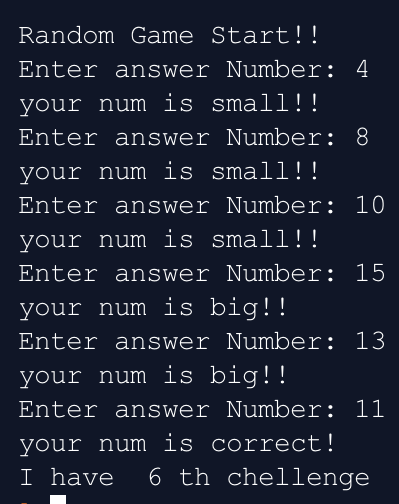 Random Game Start!!
Enter answer Number: 4
your num is small!!
Enter answer Number: 8
your num is small!!
Enter answer Number: 10
your num is small!!
Enter answer Number: 15
your num is big!!
Enter answer Number: 13
your num is big!!
Enter answer Number: 11
your num is correct!
I have  6 th chellenge